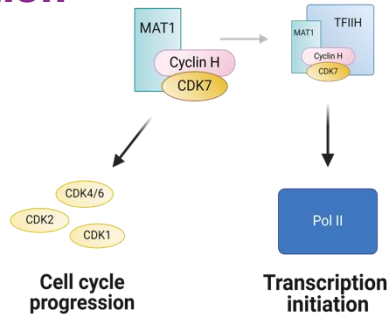 MAT1
Cyclin H
CDK7
TFIIH
MAT1
Cyclin H
CDK7
CDK4/6
CDK2
CDK1
Pol II
Cell cycle
progression
Transcription
initiation